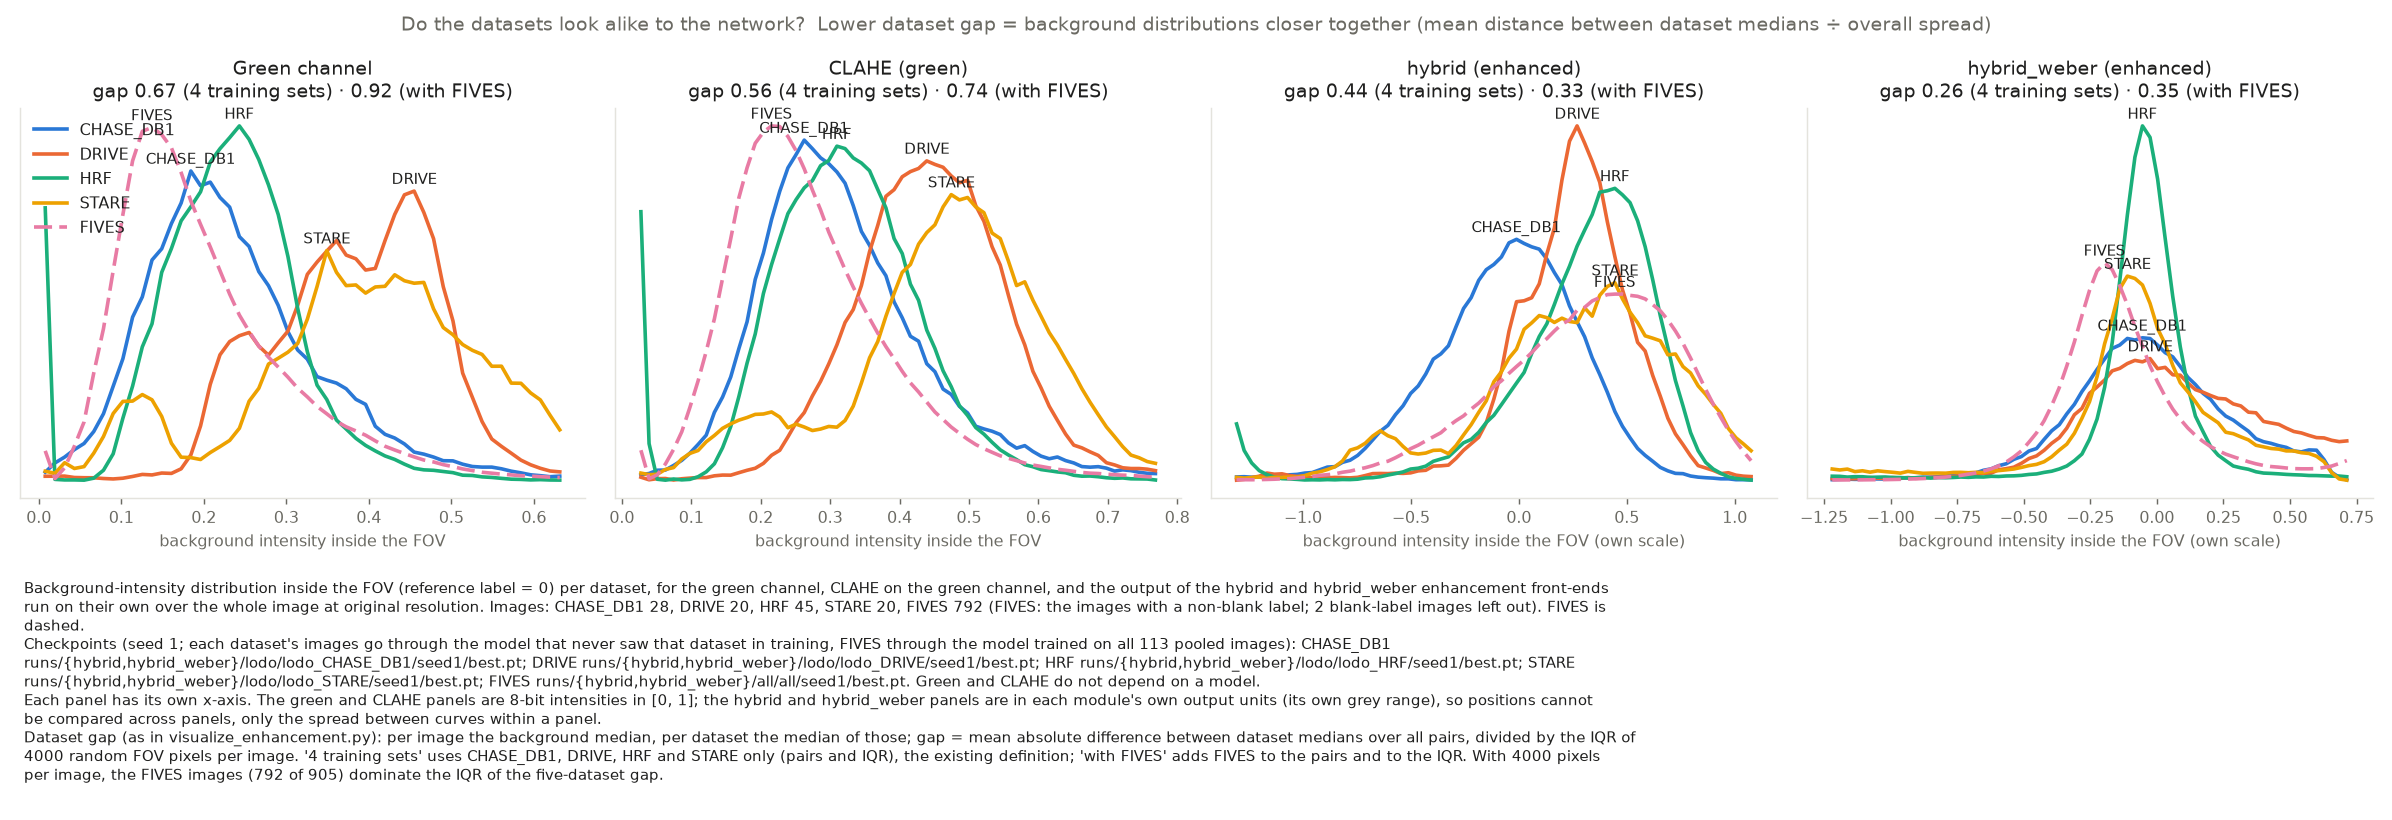 Do the datasets look alike to the network?  Lower dataset gap = background distributions closer together (mean distance between dataset medians ÷ overall spread)
Green channel
gap 0.67 (4 training sets) · 0.92 (with FIVES)
CHASE_DB1
DRIVE
HRF
STARE
FIVES
FIVES
HRF
CHASE_DB1
DRIVE
STARE
0.0 0.1 0.2 0.3 0.4 0.5 0.6
background intensity inside the FOV
CLAHE (green)
gap 0.56 (4 training sets) · 0.74 (with FIVES)
FIVES
CHASE_DB1
HRF
DRIVE
STARE
0.0 0.1 0.2 0.3 0.4 0.5 0.6 0.7 0.8
background intensity inside the FOV
hybrid (enhanced)
gap 0.44 (4 training sets) · 0.33 (with FIVES)
DRIVE
HRF
CHASE_DB1
STARE
FIVES
−1.0 −0.5 0.0 0.5 1.0
background intensity inside the FOV (own scale)
hybrid_weber (enhanced)
gap 0.26 (4 training sets) · 0.35 (with FIVES)
HRF
FIVES
STARE
CHASE_DB1
DRIVE
−1.25 −1.00 −0.75 −0.50 −0.25 0.00 0.25 0.50 0.75
background intensity inside the FOV (own scale)
Background-intensity distribution inside the FOV (reference label = 0) per dataset, for the green channel, CLAHE on the green channel, and the output of the hybrid and hybrid_weber enhancement front-ends
run on their own over the whole image at original resolution. Images: CHASE_DB1 28, DRIVE 20, HRF 45, STARE 20, FIVES 792 (FIVES: the images with a non-blank label; 2 blank-label images left out). FIVES is
dashed.
Checkpoints (seed 1; each dataset's images go through the model that never saw that dataset in training, FIVES through the model trained on all 113 pooled images): CHASE_DB1
runs/{hybrid,hybrid_weber}/lodo/lodo_CHASE_DB1/seed1/best.pt; DRIVE runs/{hybrid,hybrid_weber}/lodo/lodo_DRIVE/seed1/best.pt; HRF runs/{hybrid,hybrid_weber}/lodo/lodo_HRF/seed1/best.pt; STARE
runs/{hybrid,hybrid_weber}/lodo/lodo_STARE/seed1/best.pt; FIVES runs/{hybrid,hybrid_weber}/all/all/seed1/best.pt. Green and CLAHE do not depend on a model.
Each panel has its own x-axis. The green and CLAHE panels are 8-bit intensities in [0, 1]; the hybrid and hybrid_weber panels are in each module's own output units (its own grey range), so positions cannot
be compared across panels, only the spread between curves within a panel.
Dataset gap (as in visualize_enhancement.py): per image the background median, per dataset the median of those; gap = mean absolute difference between dataset medians over all pairs, divided by the IQR of
4000 random FOV pixels per image. '4 training sets' uses CHASE_DB1, DRIVE, HRF and STARE only (pairs and IQR), the existing definition; 'with FIVES' adds FIVES to the pairs and to the IQR. With 4000 pixels
per image, the FIVES images (792 of 905) dominate the IQR of the five-dataset gap.